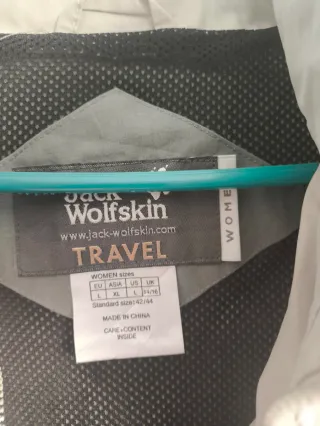 Jack
Wolfskin
www.jack-wolfskin.com
TRAVEL
WOME
WOMEN sizes
EU ASIA US UK
L XL L 14/16
Standard size: 42/44
MADE IN CHINA
CARE+CONTENT
INSIDE